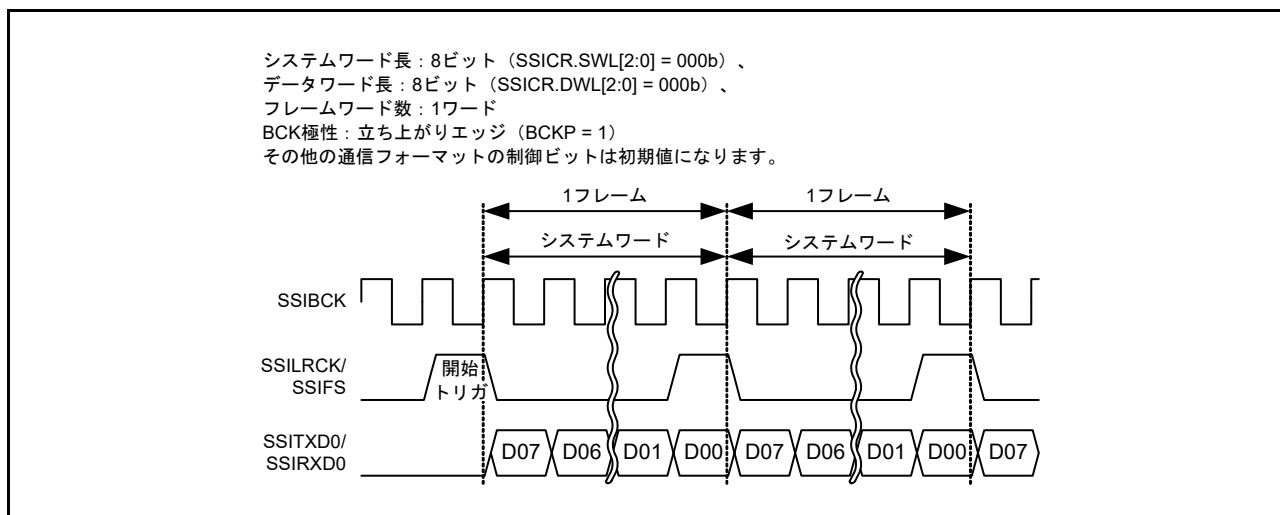 システムワード長：8ビット（SSICR.SWL[2:0] = 000b）、
データワード長：8ビット（SSICR.DWL[2:0] = 000b）、
フレームワード数：1ワード
BCK極性：立ち上がりエッジ（BCKP = 1）
その他の通信フォーマットの制御ビットは初期値になります。
1フレーム 1フレーム
システムワード システムワード
SSIBCK
SSILRCK/
SSIFS
開始
トリガ
SSITXD0/
SSIRXD0
D07 D06 D01 D00 D07 D06 D01 D00 D07